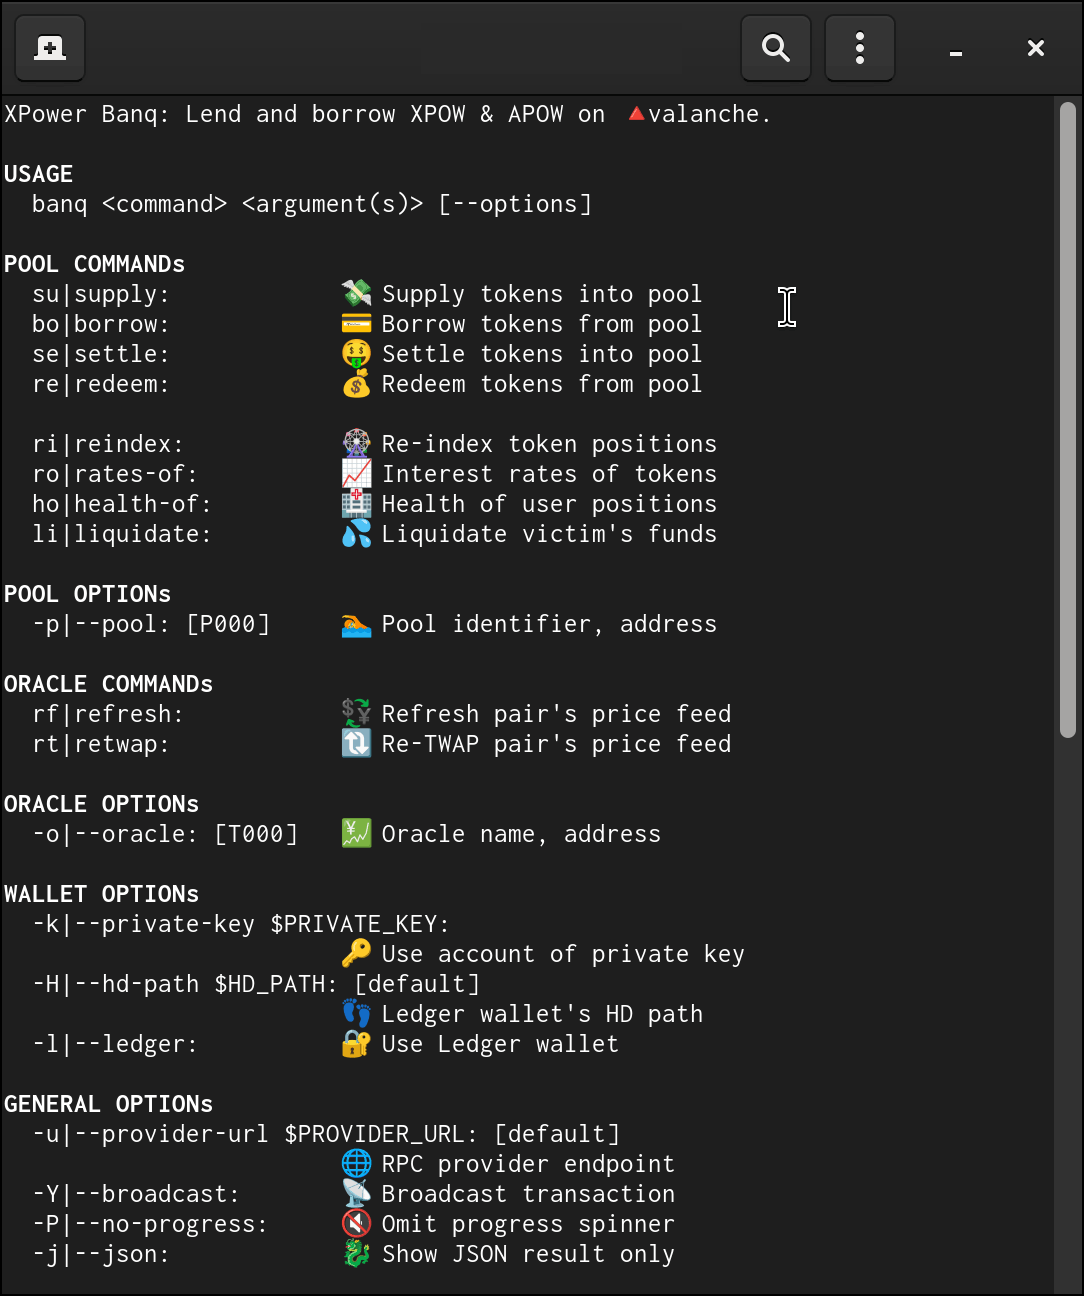 XPower Banq: Lend and borrow XPOW & APOW on 🔺valanche.
USAGE
banq <command> <argument(s)> [--options]
POOL COMMANDs
su|supply: 💸 Supply tokens into pool
bo|borrow: 💳 Borrow tokens from pool
se|settle: 🤑 Settle tokens into pool
re|redeem: 💰 Redeem tokens from pool
ri|reindex: 🎡 Re-index token positions
ro|rates-of: 📈 Interest rates of tokens
ho|health-of: 🏥 Health of user positions
li|liquidate: 💦 Liquidate victim's funds
POOL OPTIONs
-p|--pool: [P000] 🏊 Pool identifier, address
ORACLE COMMANDs
rf|refresh: 💱 Refresh pair's price feed
rt|retwap: 🔃 Re-TWAP pair's price feed
ORACLE OPTIONs
-o|--oracle: [T000] 💹 Oracle name, address
WALLET OPTIONs
-k|--private-key $PRIVATE_KEY:
🔑 Use account of private key
-H|--hd-path $HD_PATH: [default]
👣 Ledger wallet's HD path
-l|--ledger: 🔐 Use Ledger wallet
GENERAL OPTIONs
-u|--provider-url $PROVIDER_URL: [default]
🌐 RPC provider endpoint
-Y|--broadcast: 📡 Broadcast transaction
-P|--no-progress: 🔇 Omit progress spinner
-j|--json: 🐉 Show JSON result only